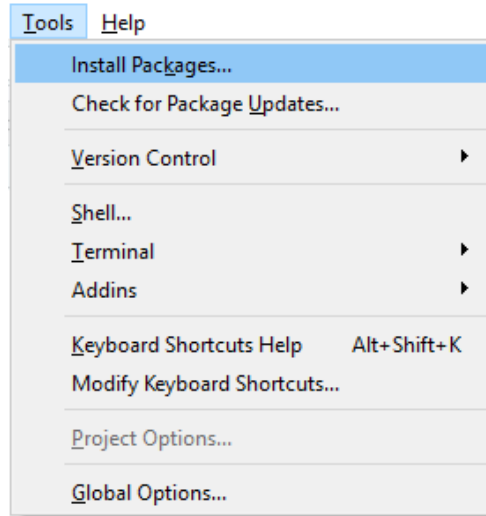 Tools Help
Install Packages...
Check for Package Updates...
Version Control
Shell...
Terminal
Addins
Keyboard Shortcuts Help Alt+Shift+K
Modify Keyboard Shortcuts...
Project Options...
Global Options...